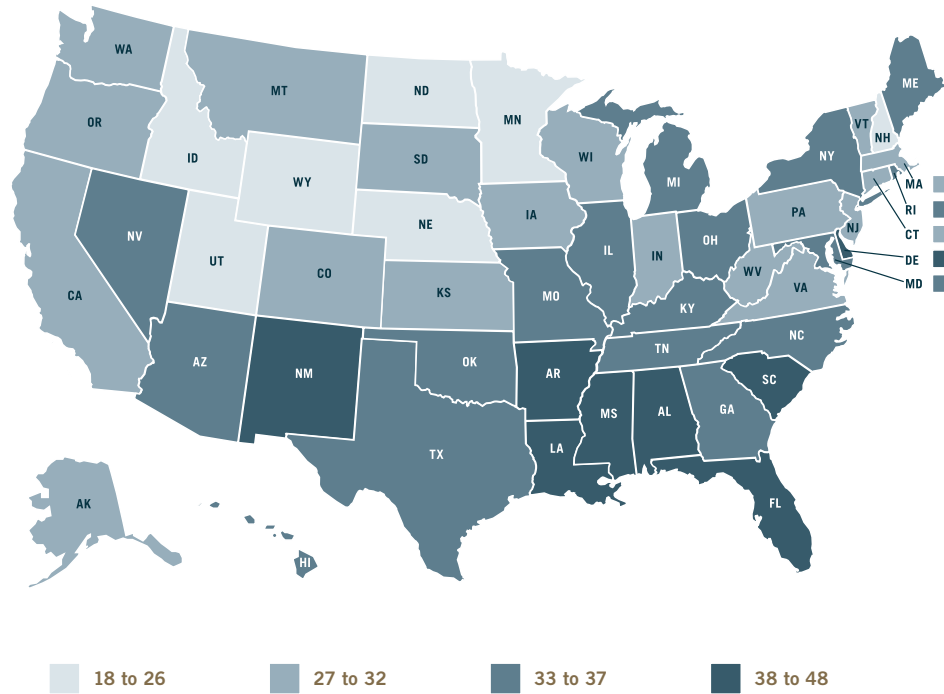 WA
ME
MT
ND
MN
OR
VT
NH
ID
SD
WI
NY
MI
MA
WY
RI
IA
PA
NE
NJ
CT
NV
IL
OH
UT
IN
DE
CO
WV
MD
CA
KS
MO
VA
KY
NC
TN
AZ
OK
NM
AR
SC
MS
AL
GA
LA
TX
AK
FL
HI
18 to 26
27 to 32
33 to 37
38 to 48